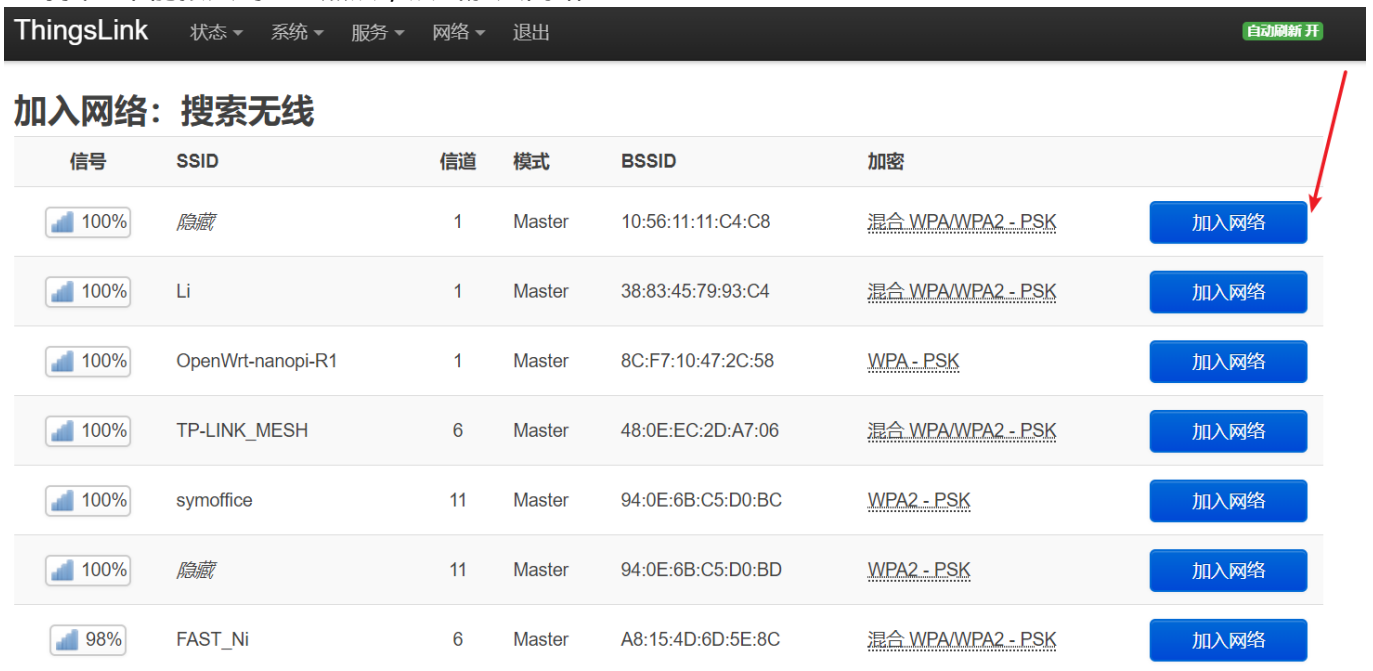 ThingsLink 状态 系统 服务 网络 退出 自动刷新 开
加入网络：搜索无线
信号 SSID 信道 模式 BSSID 加密
100% 隐藏 1 Master 10:56:11:11:C4:C8 混合 WPA/WPA2 - PSK 加入网络
100% Li 1 Master 38:83:45:79:93:C4 混合 WPA/WPA2 - PSK 加入网络
100% OpenWrt-nanopi-R1 1 Master 8C:F7:10:47:2C:58 WPA - PSK 加入网络
100% TP-LINK_MESH 6 Master 48:0E:EC:2D:A7:06 混合 WPA/WPA2 - PSK 加入网络
100% symoffice 11 Master 94:0E:6B:C5:D0:BC WPA2 - PSK 加入网络
100% 隐藏 11 Master 94:0E:6B:C5:D0:BD WPA2 - PSK 加入网络
98% FAST_Ni 6 Master A8:15:4D:6D:5E:8C 混合 WPA/WPA2 - PSK 加入网络